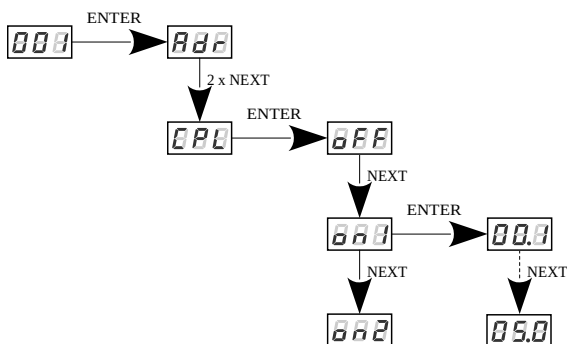 ENTER
001
Adr
2 x NEXT
ENTER
CPL
oFF
NEXT
ENTER
on1
00.1
NEXT
NEXT
on2
05.0